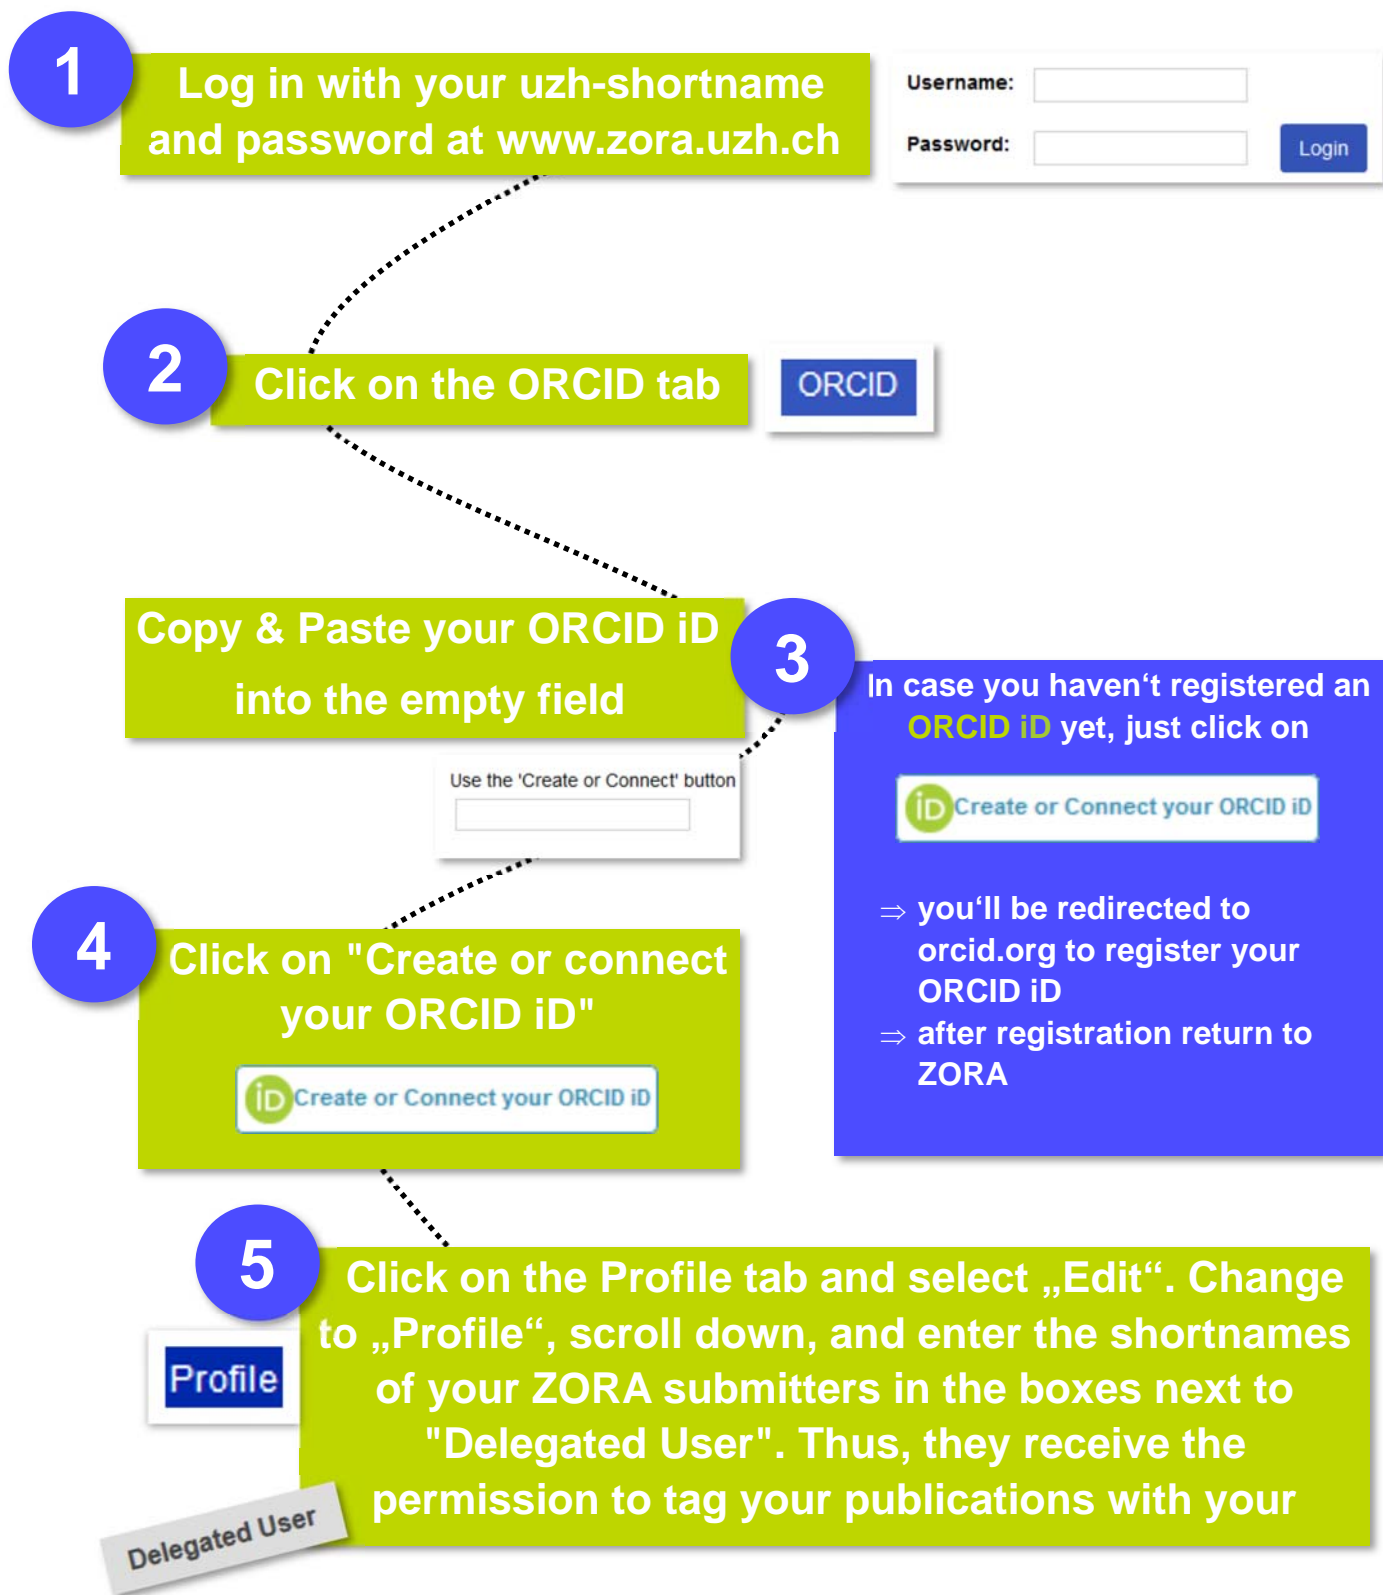 1
Log in with your uzh-shortname
and password at www.zora.uzh.ch
Username:
Password:
Login
2
Click on the ORCID tab
ORCID
3
Copy & Paste your ORCID iD
into the empty field
Use the 'Create or Connect' button
In case you haven‘t registered an
ORCID iD yet, just click on
iD Create or Connect your ORCID iD
⇒ you‘ll be redirected to
orcid.org to register your
ORCID iD
⇒ after registration return to
ZORA
4
Click on "Create or connect
your ORCID iD"
iD Create or Connect your ORCID iD
5
Click on the Profile tab and select „Edit“. Change
to „Profile“, scroll down, and enter the shortnames
of your ZORA submitters in the boxes next to
"Delegated User". Thus, they receive the
permission to tag your publications with your
Profile
Delegated User